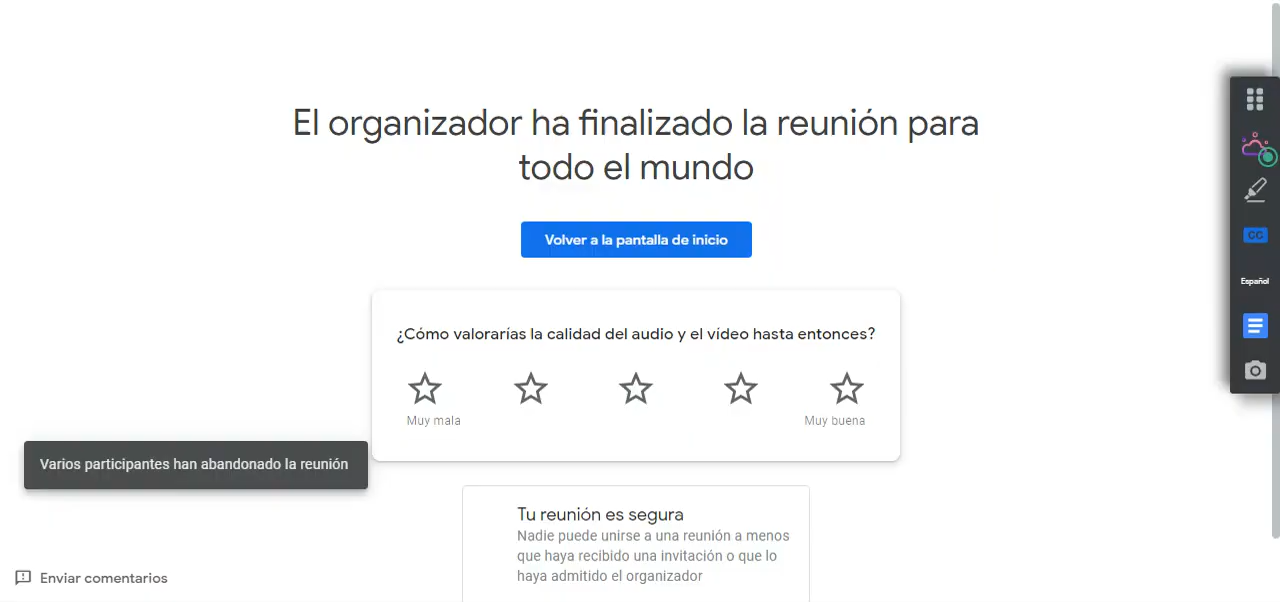 El organizador ha finalizado la reunión para
todo el mundo
Volver a la pantalla de inicio
¿Cómo valorarías la calidad del audio y el vídeo hasta entonces?
Muy mala
Muy buena
Varios participantes han abandonado la reunión
Tu reunión es segura
Nadie puede unirse a una reunión a menos
que haya recibido una invitación o que lo
haya admitido el organizador
Enviar comentarios
CC
Español